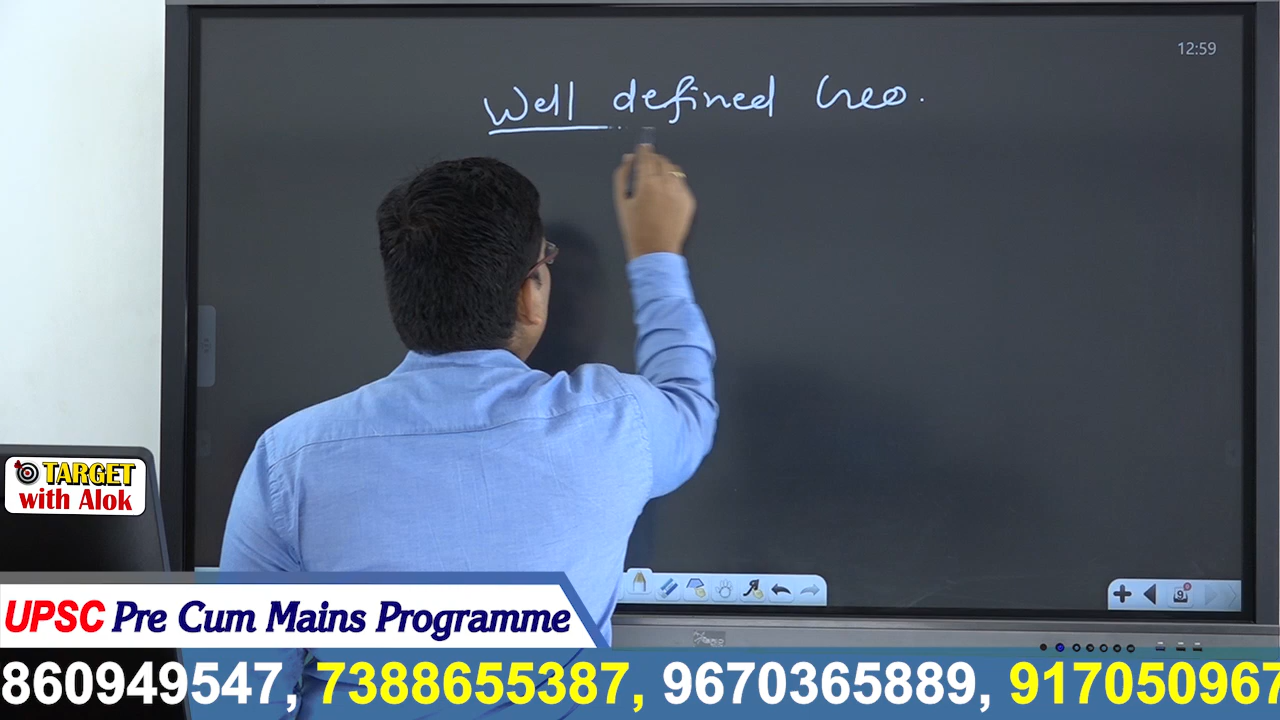 12:59
Well defined Geo.
TARGET
with Alok
UPSC Pre Cum Mains Programme
860949547, 7388655387, 9670365889, 917050967